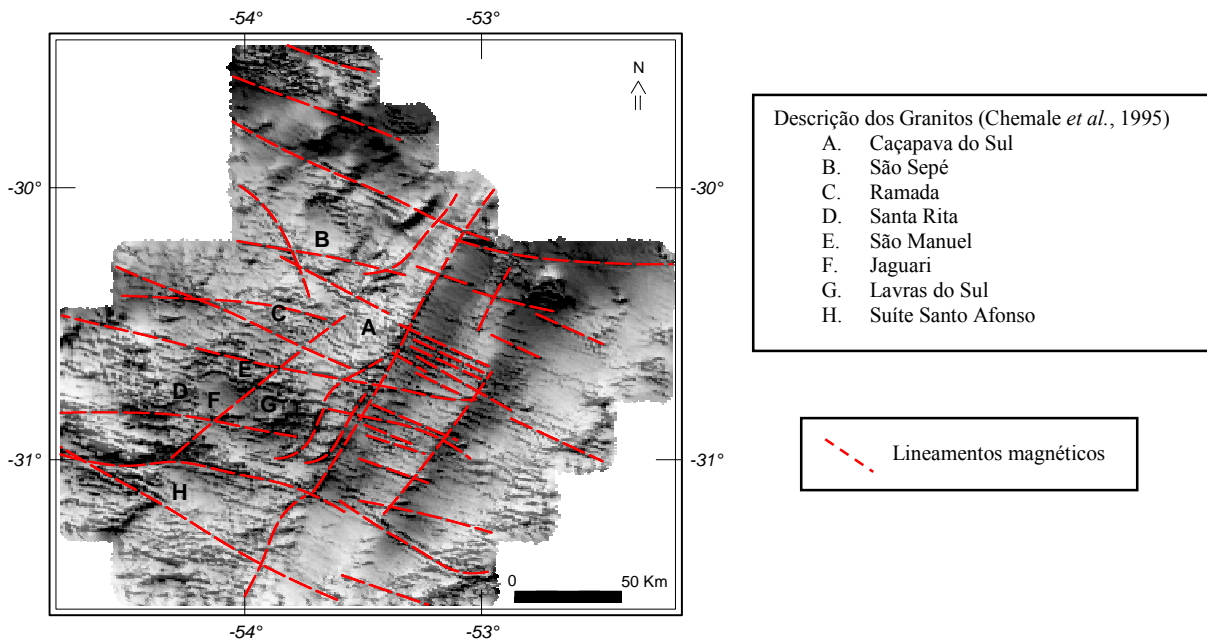 -54°
-53°
N
-30°
-30°
B
C
A
E
D
F
G
-31°
-31°
H
0
50 Km
-54°
-53°
Descrição dos Granitos (Chemale et al., 1995)
A. Caçapava do Sul
B. São Sepé
C. Ramada
D. Santa Rita
E. São Manuel
F. Jaguari
G. Lavras do Sul
H. Suíte Santo Afonso
Lineamentos magnéticos